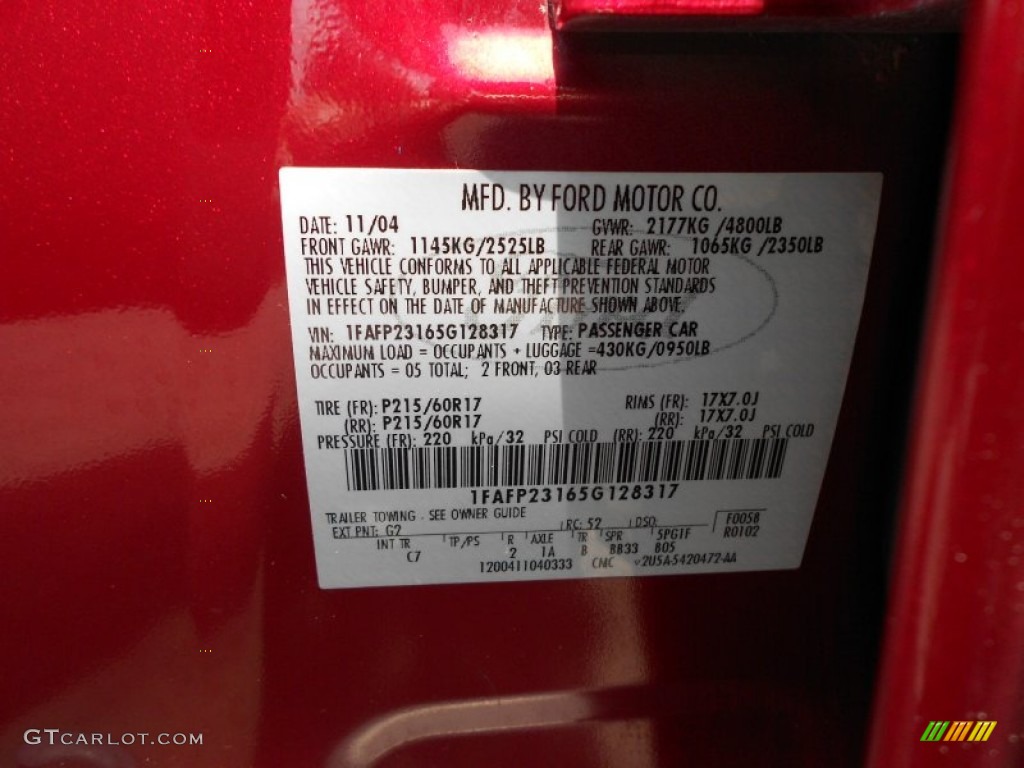 MFD. BY FORD MOTOR CO.
DATE: 11/04 GVWR: 2177KG /4800LB
FRONT GAWR: 1145KG/2525LB REAR GAWR: 1065KG /2350LB
THIS VEHICLE CONFORMS TO ALL APPLICABLE FEDERAL MOTOR
VEHICLE SAFETY, BUMPER, AND THEFT PREVENTION STANDARDS
IN EFFECT ON THE DATE OF MANUFACTURE SHOWN ABOVE.
VIN: 1FAFP23165G128317 TYPE: PASSENGER CAR
MAXIMUM LOAD = OCCUPANTS + LUGGAGE =430KG/0950LB
OCCUPANTS = 05 TOTAL; 2 FRONT, 03 REAR
TIRE (FR): P215/60R17 RIMS (FR): 17X7.0J
(RR): P215/60R17 (RR): 17X7.0J
PRESSURE (FR): 220 kPa/32 PSI COLD (RR): 220 kPa/32 PSI COLD
1FAFP23165G128317
TRAILER TOWING - SEE OWNER GUIDE
EXT PNT: G2 RC: 52 DSO: F0058
INT TR TP/PS R AXLE TR SPR 5PG1F R0102
C7 2 1A B BB33 B05
1200411040333 CMC v2U5A-5420472-AA
GTCARLOT.COM